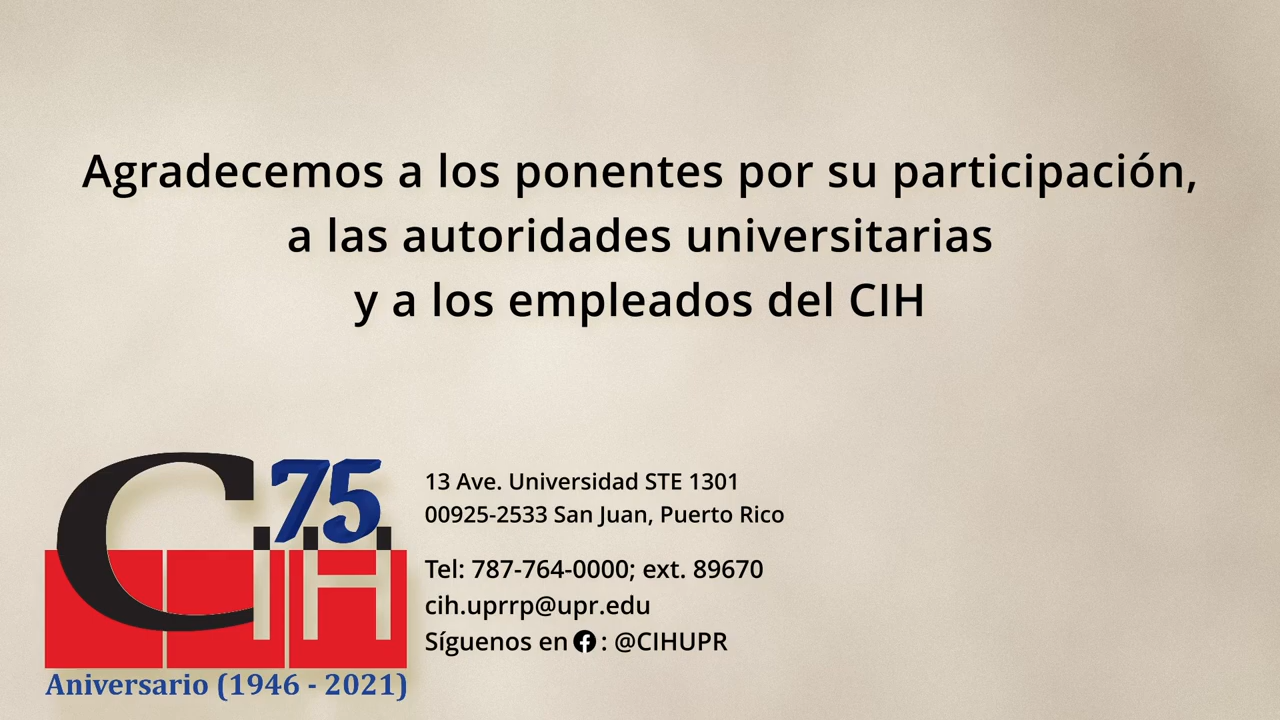 Agradecemos a los ponentes por su participación,
a las autoridades universitarias
y a los empleados del CIH
CIH 75
Aniversario (1946 - 2021)
13 Ave. Universidad STE 1301
00925-2533 San Juan, Puerto Rico
Tel: 787-764-0000; ext. 89670
cih.uprrp@upr.edu
Síguenos en : @CIHUPR